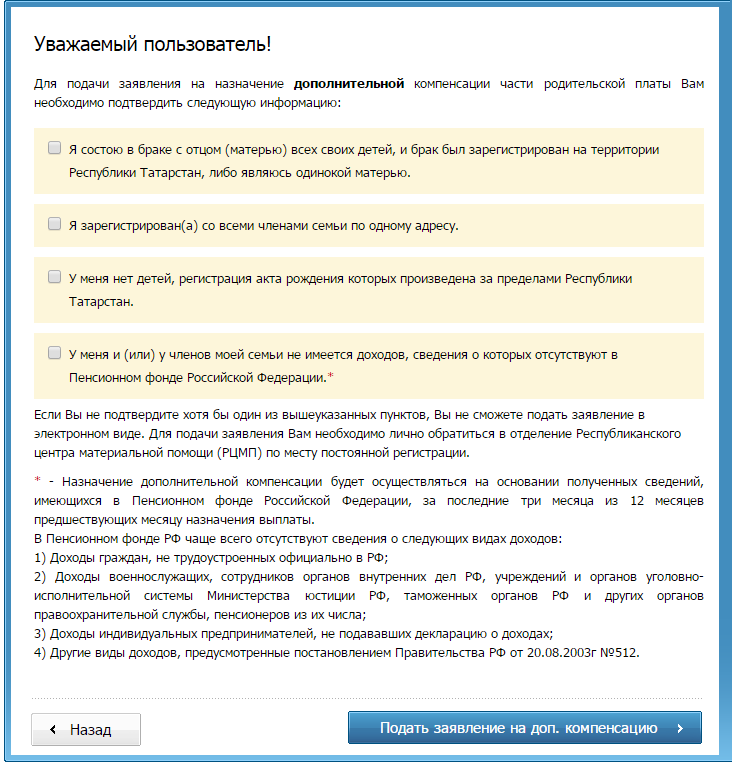 Уважаемый пользователь!
Для подачи заявления на назначение дополнительной компенсации части родительской платы Вам
необходимо подтвердить следующую информацию:
Я состою в браке с отцом (матерью) всех своих детей, и брак был зарегистрирован на территории
Республики Татарстан, либо являюсь одинокой матерью.
Я зарегистрирован(а) со всеми членами семьи по одному адресу.
У меня нет детей, регистрация акта рождения которых произведена за пределами Республики
Татарстан.
У меня и (или) у членов моей семьи не имеется доходов, сведения о которых отсутствуют в
Пенсионном фонде Российской Федерации.*
Если Вы не подтвердите хотя бы один из вышеуказанных пунктов, Вы не сможете подать заявление в
электронном виде. Для подачи заявления Вам необходимо лично обратиться в отделение Республиканского
центра материальной помощи (РЦМП) по месту постоянной регистрации.
* - Назначение дополнительной компенсации будет осуществляться на основании полученных сведений,
имеющихся в Пенсионном фонде Российской Федерации, за последние три месяца из 12 месяцев
предшествующих месяцу назначения выплаты.
В Пенсионном фонде РФ чаще всего отсутствуют сведения о следующих видах доходов:
1) Доходы граждан, не трудоустроенных официально в РФ;
2) Доходы военнослужащих, сотрудников органов внутренних дел РФ, учреждений и органов уголовно-
исполнительной системы Министерства юстиции РФ, таможенных органов РФ и других органов
правоохранительной службы, пенсионеров из их числа;
3) Доходы индивидуальных предпринимателей, не подававших декларацию о доходах;
4) Другие виды доходов, предусмотренные постановлением Правительства РФ от 20.08.2003г №512.
Назад
Подать заявление на доп. компенсацию